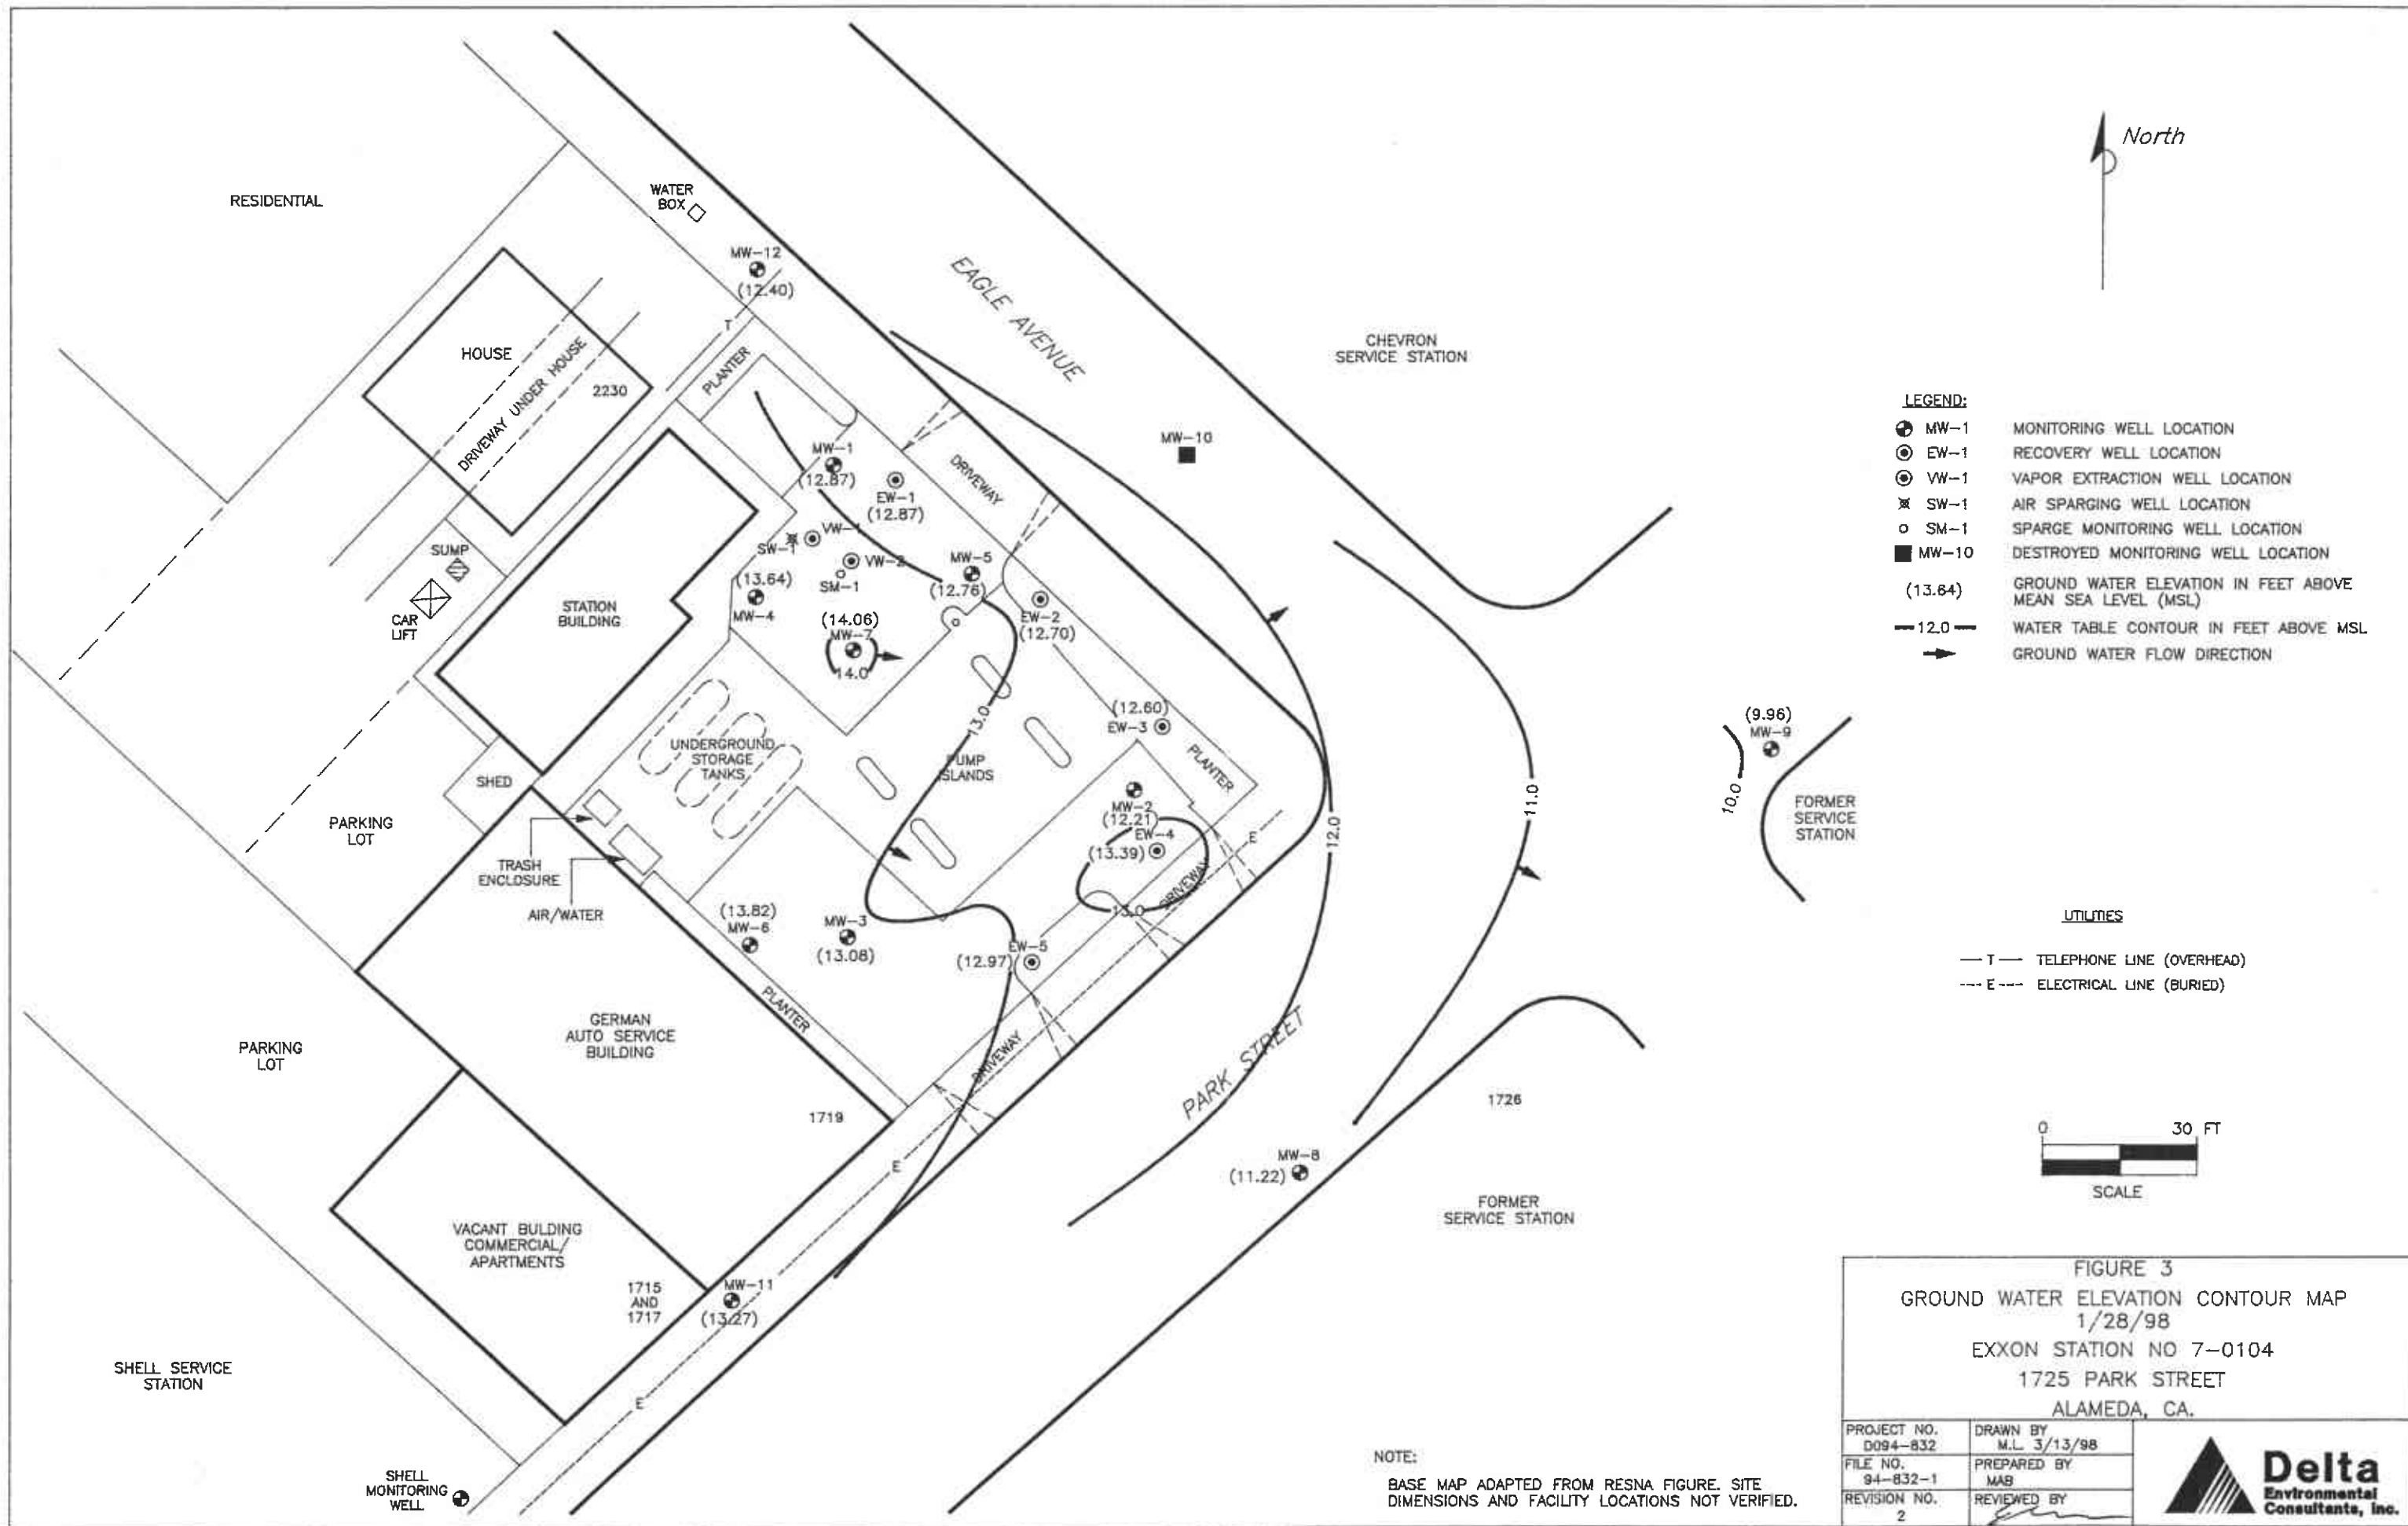 RESIDENTIAL
WATER
BOX
MW-12
(12.40)
T
HOUSE
DRIVEWAY UNDER HOUSE
2230
PLANTER
EAGLE AVENUE
CHEVRON
SERVICE STATION
MW-10
North
MW-1
(12.87)
EW-1
(12.87)
DRIVEWAY
SW-1
VW-1
VW-2
SM-1
MW-5
(12.76)
EW-2
(12.70)
(13.64)
MW-4
(14.06)
MW-7
14.0
SUMP
CAR
LIFT
STATION
BUILDING
SHED
UNDERGROUND
STORAGE
TANKS
13.0
PUMP
ISLANDS
(12.60)
EW-3
PLANTER
MW-2
(12.21)
EW-4
(13.39)
13.0
DRIVEWAY
E
12.0
11.0
(9.96)
MW-9
10.0
FORMER
SERVICE
STATION
PARKING
LOT
TRASH
ENCLOSURE
AIR/WATER
(13.82)
MW-6
MW-3
(13.08)
EW-5
(12.97)
PLANTER
DRIVEWAY
GERMAN
AUTO SERVICE
BUILDING
1719
PARKING
LOT
PARK STREET
1726
MW-8
(11.22)
FORMER
SERVICE STATION
E
VACANT BULDING
COMMERCIAL/
APARTMENTS
1715
AND
1717
MW-11
(13.27)
SHELL SERVICE
STATION
E
SHELL
MONITORING
WELL
LEGEND:
MW-1 MONITORING WELL LOCATION
EW-1 RECOVERY WELL LOCATION
VW-1 VAPOR EXTRACTION WELL LOCATION
SW-1 AIR SPARGING WELL LOCATION
SM-1 SPARGE MONITORING WELL LOCATION
MW-10 DESTROYED MONITORING WELL LOCATION
(13.64) GROUND WATER ELEVATION IN FEET ABOVE
MEAN SEA LEVEL (MSL)
12.0 WATER TABLE CONTOUR IN FEET ABOVE MSL
GROUND WATER FLOW DIRECTION
UTILITIES
T TELEPHONE LINE (OVERHEAD)
E ELECTRICAL LINE (BURIED)
0 30 FT
SCALE
NOTE:
BASE MAP ADAPTED FROM RESNA FIGURE. SITE
DIMENSIONS AND FACILITY LOCATIONS NOT VERIFIED.
FIGURE 3
GROUND WATER ELEVATION CONTOUR MAP
1/28/98
EXXON STATION NO 7-0104
1725 PARK STREET
ALAMEDA, CA.
PROJECT NO.
D094-832
DRAWN BY
M.L. 3/13/98
FILE NO.
94-832-1
PREPARED BY
MAB
REVISION NO.
2
REVIEWED BY
Delta
Environmental
Consultants, Inc.